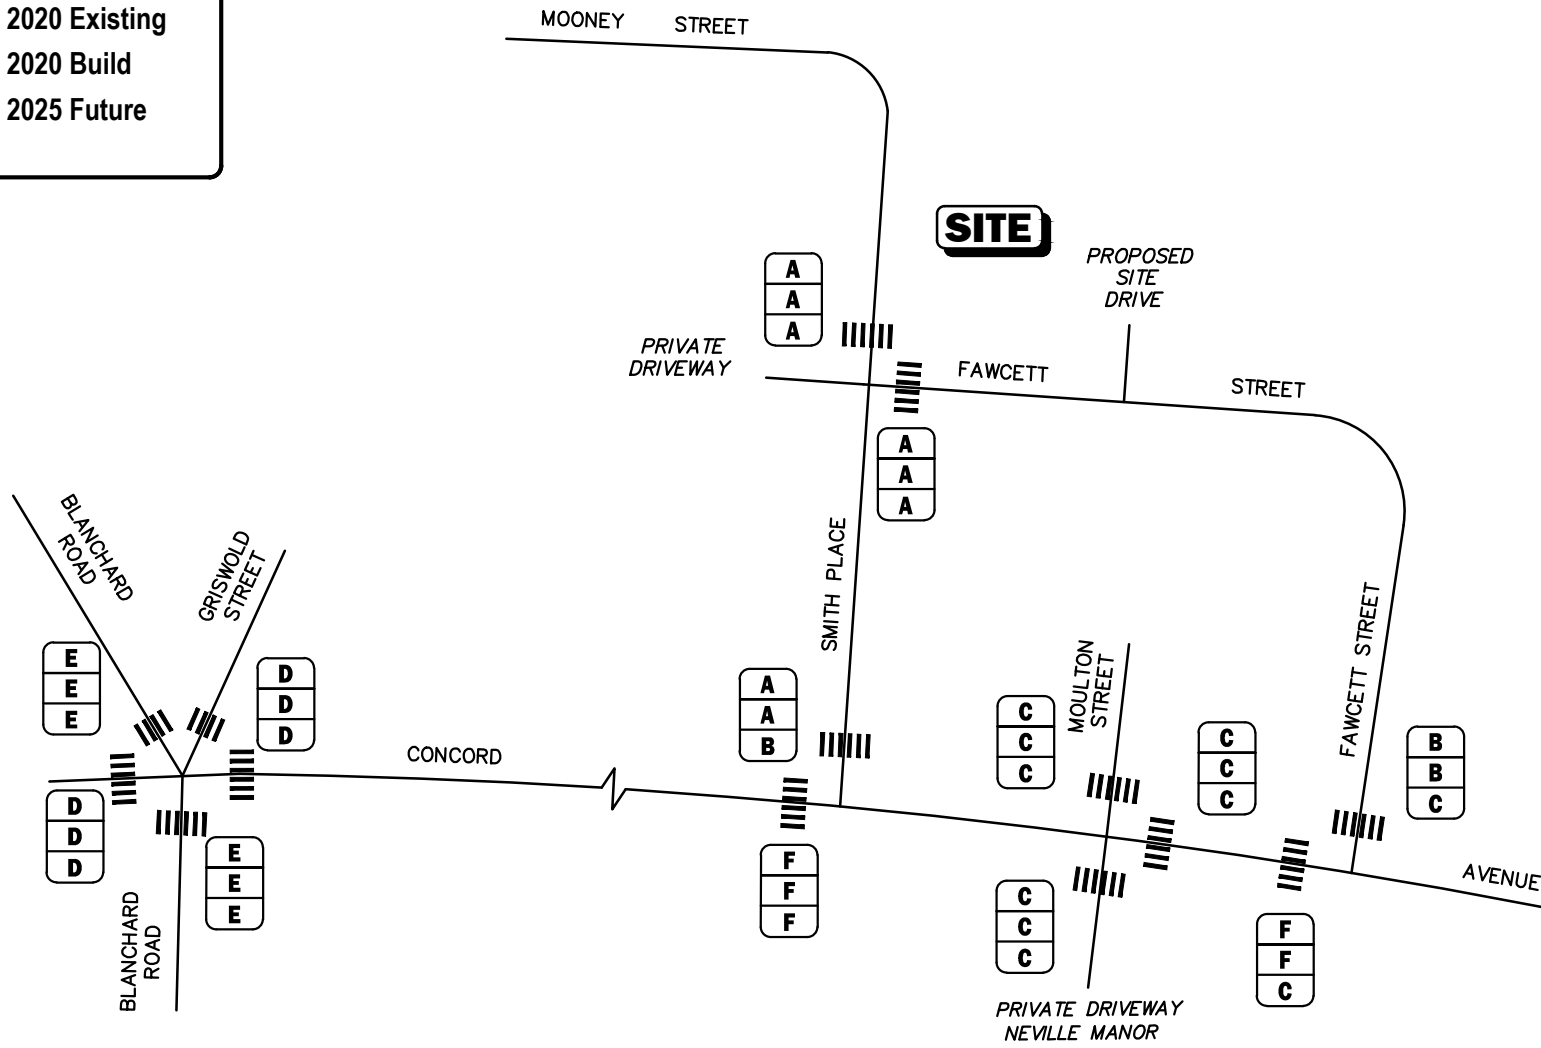 2020 Existing
2020 Build
2025 Future
MOONEY STREET
SITE
PROPOSED
SITE
DRIVE
A
A
A
PRIVATE
DRIVEWAY
FAWCETT STREET
A
A
A
SMITH PLACE
BLANCHARD
ROAD
GRISWOLD
STREET
E
E
E
D
D
D
CONCORD
A
A
B
MOULTON
STREET
C
C
C
C
C
C
FAWCETT STREET
B
B
C
D
D
D
E
E
E
F
F
F
C
C
C
F
F
C
AVENUE
BLANCHARD
ROAD
PRIVATE DRIVEWAY
NEVILLE MANOR